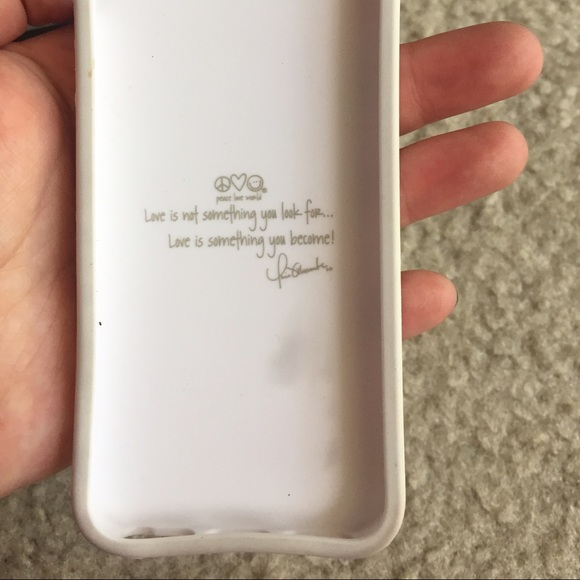 peace love world
Love is not something you look for...
Love is something you become!